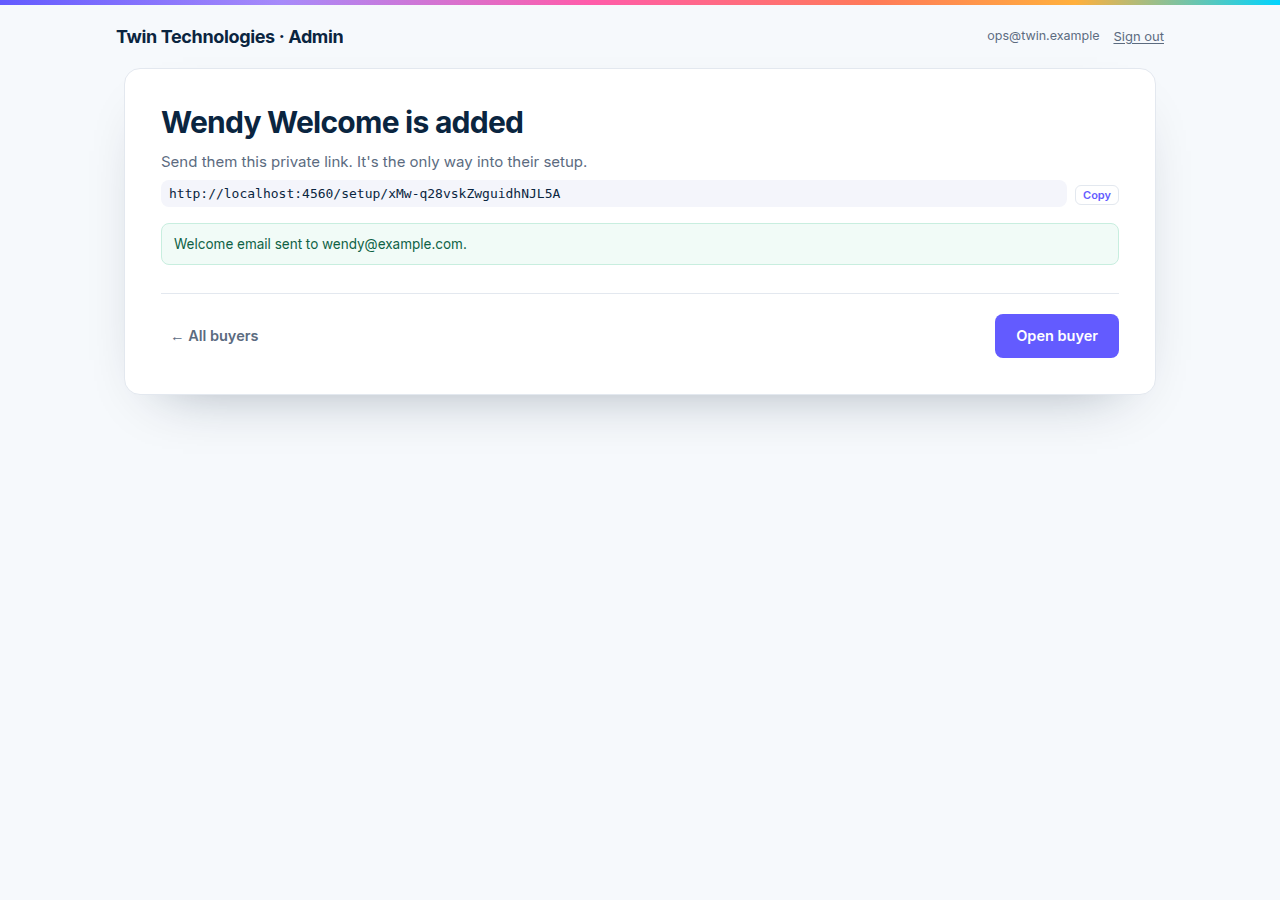 Twin Technologies · Admin
ops@twin.example Sign out
Wendy Welcome is added
Send them this private link. It's the only way into their setup.
http://localhost:4560/setup/xMw-q28vskZwguidhNJL5A Copy
Welcome email sent to wendy@example.com.
← All buyers Open buyer